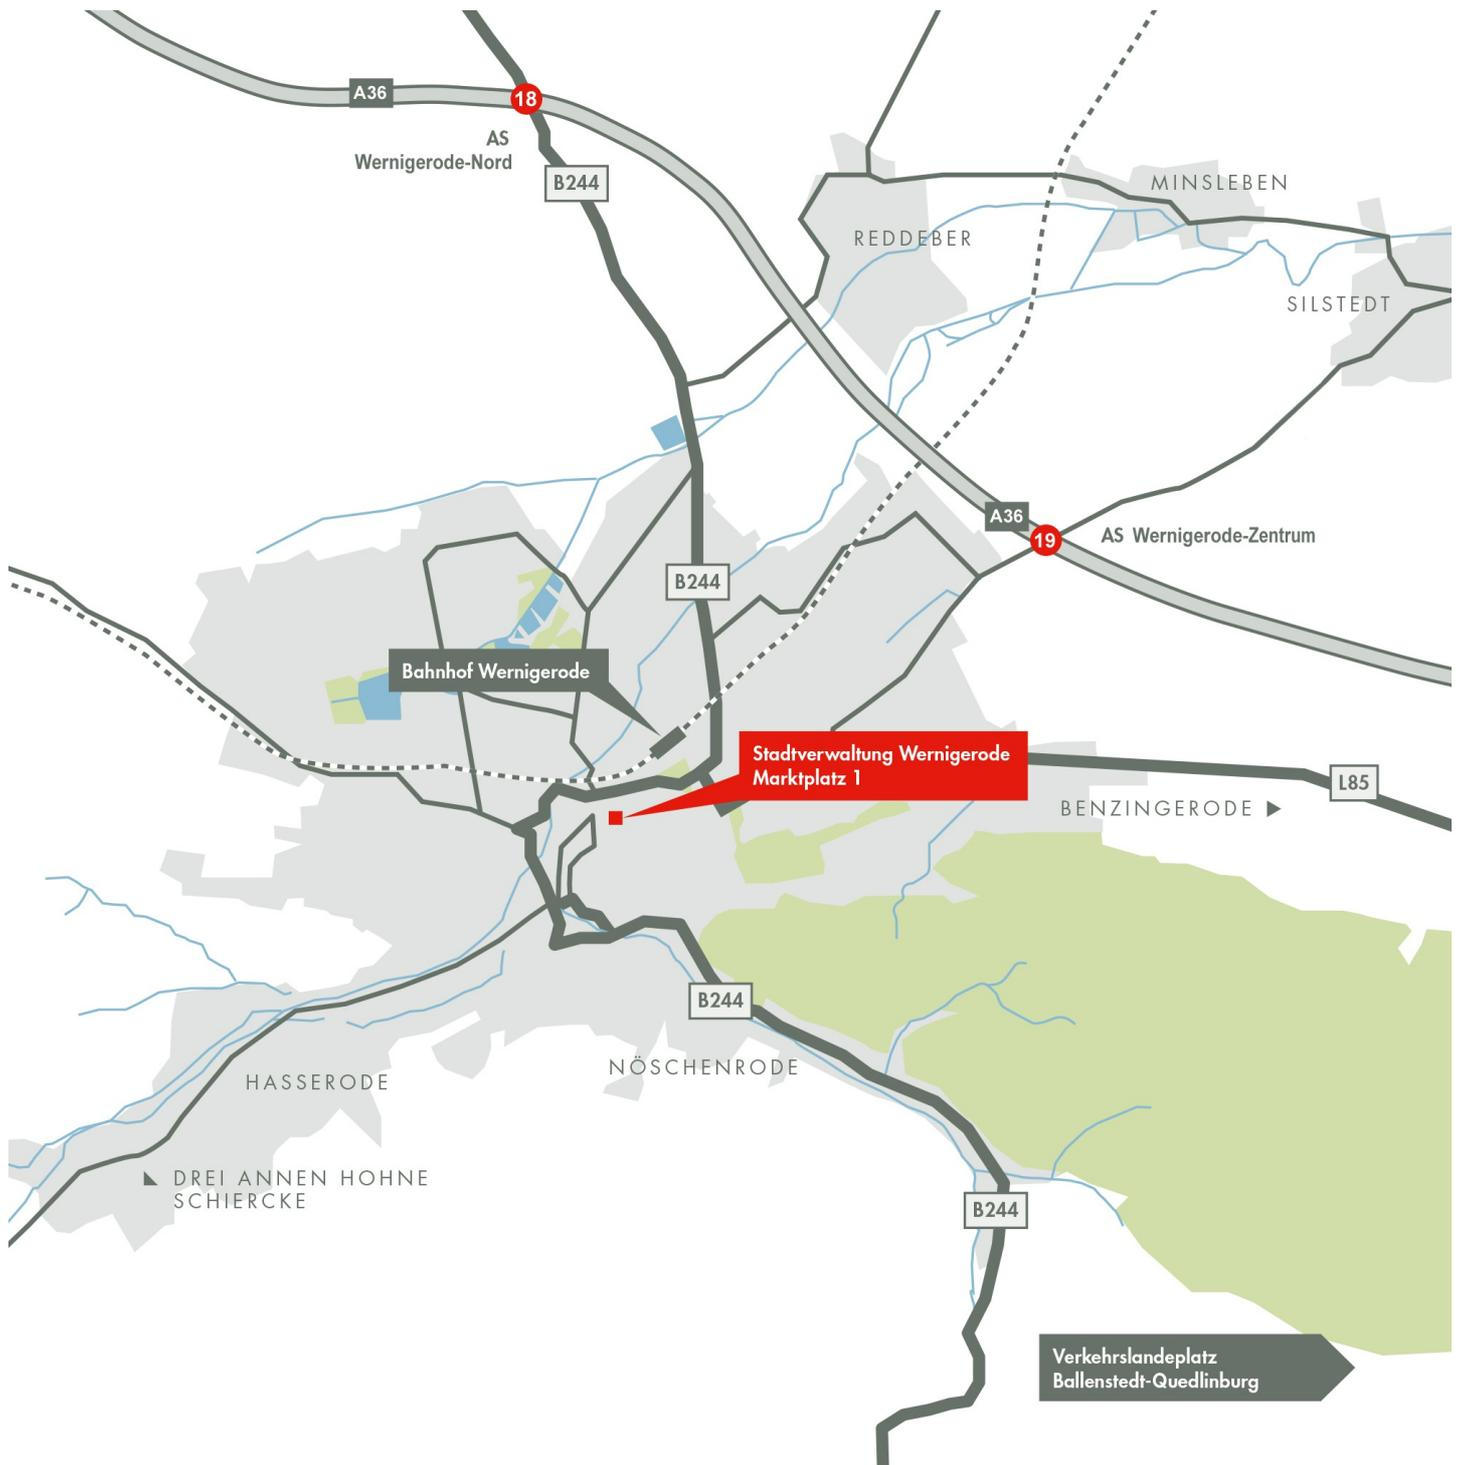 A36
18
AS
Wernigerode-Nord
B244
MINSLEBEN
REDDEBER
SILSTEDT
A36
19
AS Wernigerode-Zentrum
B244
Bahnhof Wernigerode
Stadtverwaltung Wernigerode
Marktplatz 1
L85
BENZINGERODE
B244
NÖSCHENRODE
HASSERODE
DREI ANNEN HOHNE
SCHIERCKE
B244
Verkehrslandeplatz
Ballenstedt-Quedlinburg